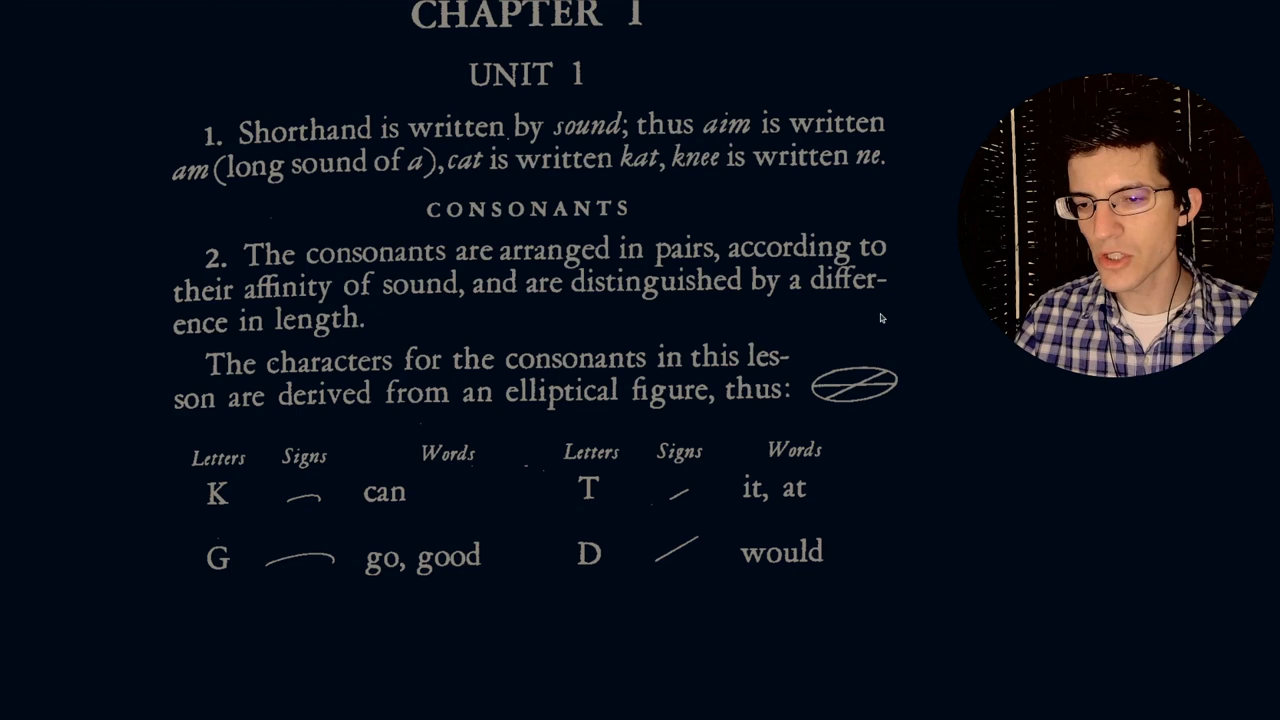 CHAPTER 1
UNIT 1
1. Shorthand is written by sound; thus aim is written
am (long sound of a), cat is written kat, knee is written ne.
CONSONANTS
2. The consonants are arranged in pairs, according to
their affinity of sound, and are distinguished by a differ-
ence in length.
The characters for the consonants in this les-
son are derived from an elliptical figure, thus:
Letters Signs Words Letters Signs Words
K can T it, at
G go, good D would